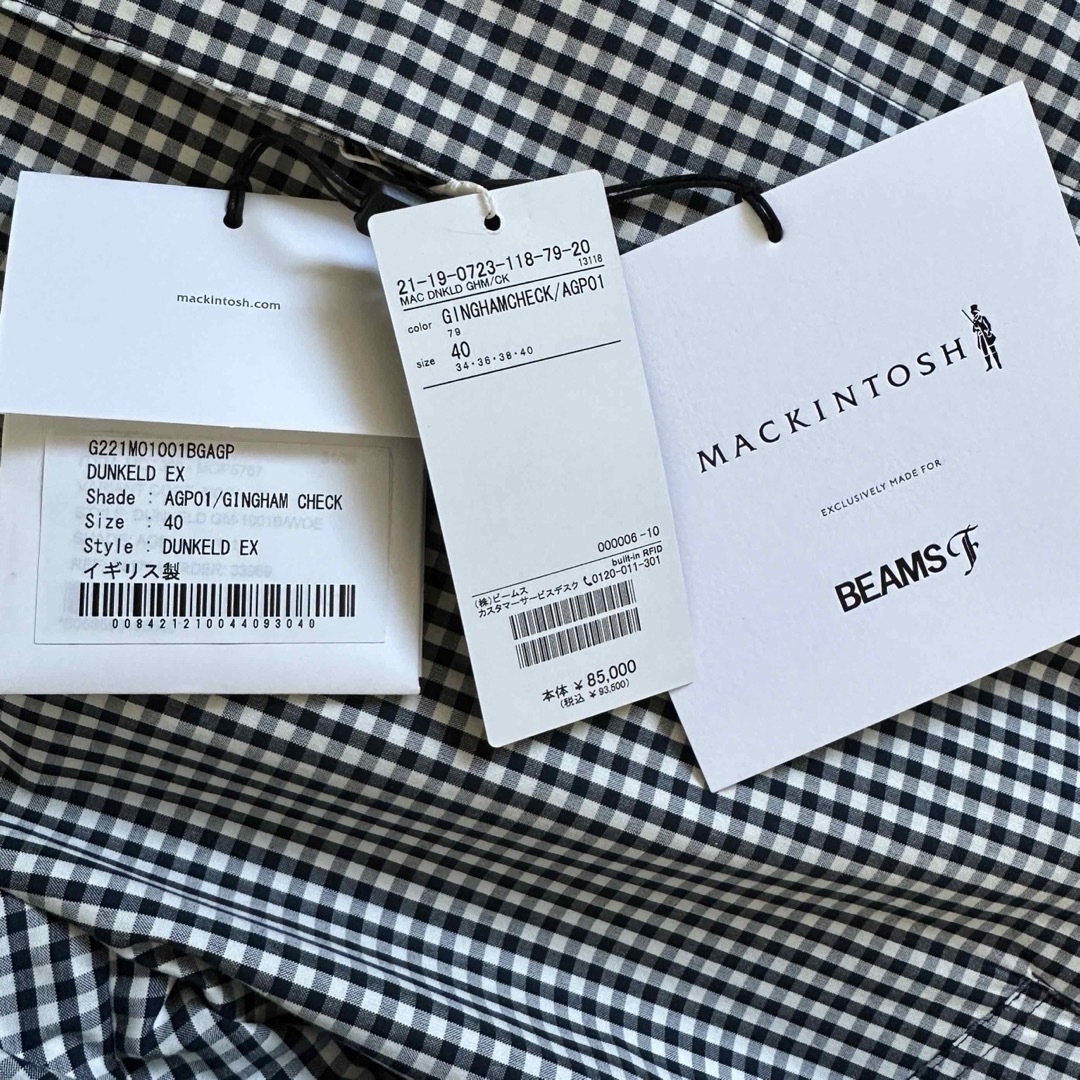 mackintosh.com
G221M01001BGAGP
DUNKELD EX
Shade : AGP01/GINGHAM CHECK
Size : 40
Style : DUNKELD EX
イギリス製
008421210044093040
21-19-0723-118-79-20
MAC DNKLD GHM/CK 13118
color GINGHAMCHECK/AGP01
79
size 40
34・36・38・40
000006-10
built-in RFID
(株)ビームス
カスタマーサービスデスク 0120-011-301
本体 ¥85,000
(税込 ¥93,500)
MACKINTOSH
EXCLUSIVELY MADE FOR
BEAMS F